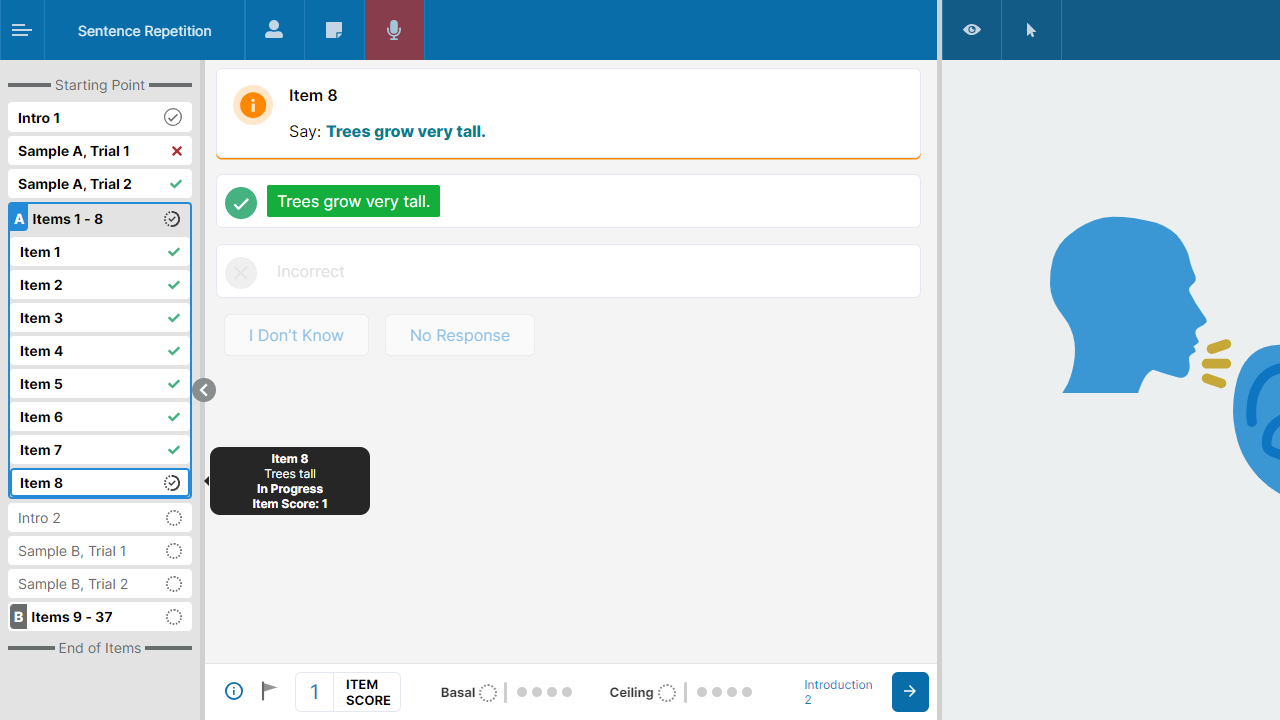 Sentence Repetition
Starting Point
Intro 1
Sample A, Trial 1
Sample A, Trial 2
A Items 1 - 8
Item 1
Item 2
Item 3
Item 4
Item 5
Item 6
Item 7
Item 8
Intro 2
Sample B, Trial 1
Sample B, Trial 2
B Items 9 - 37
End of Items
Item 8
Say: Trees grow very tall.
Trees grow very tall.
Incorrect
I Don’t Know
No Response
Item 8
Trees tall
In Progress
Item Score: 1
1 ITEM
SCORE
Basal
Ceiling
Introduction
2